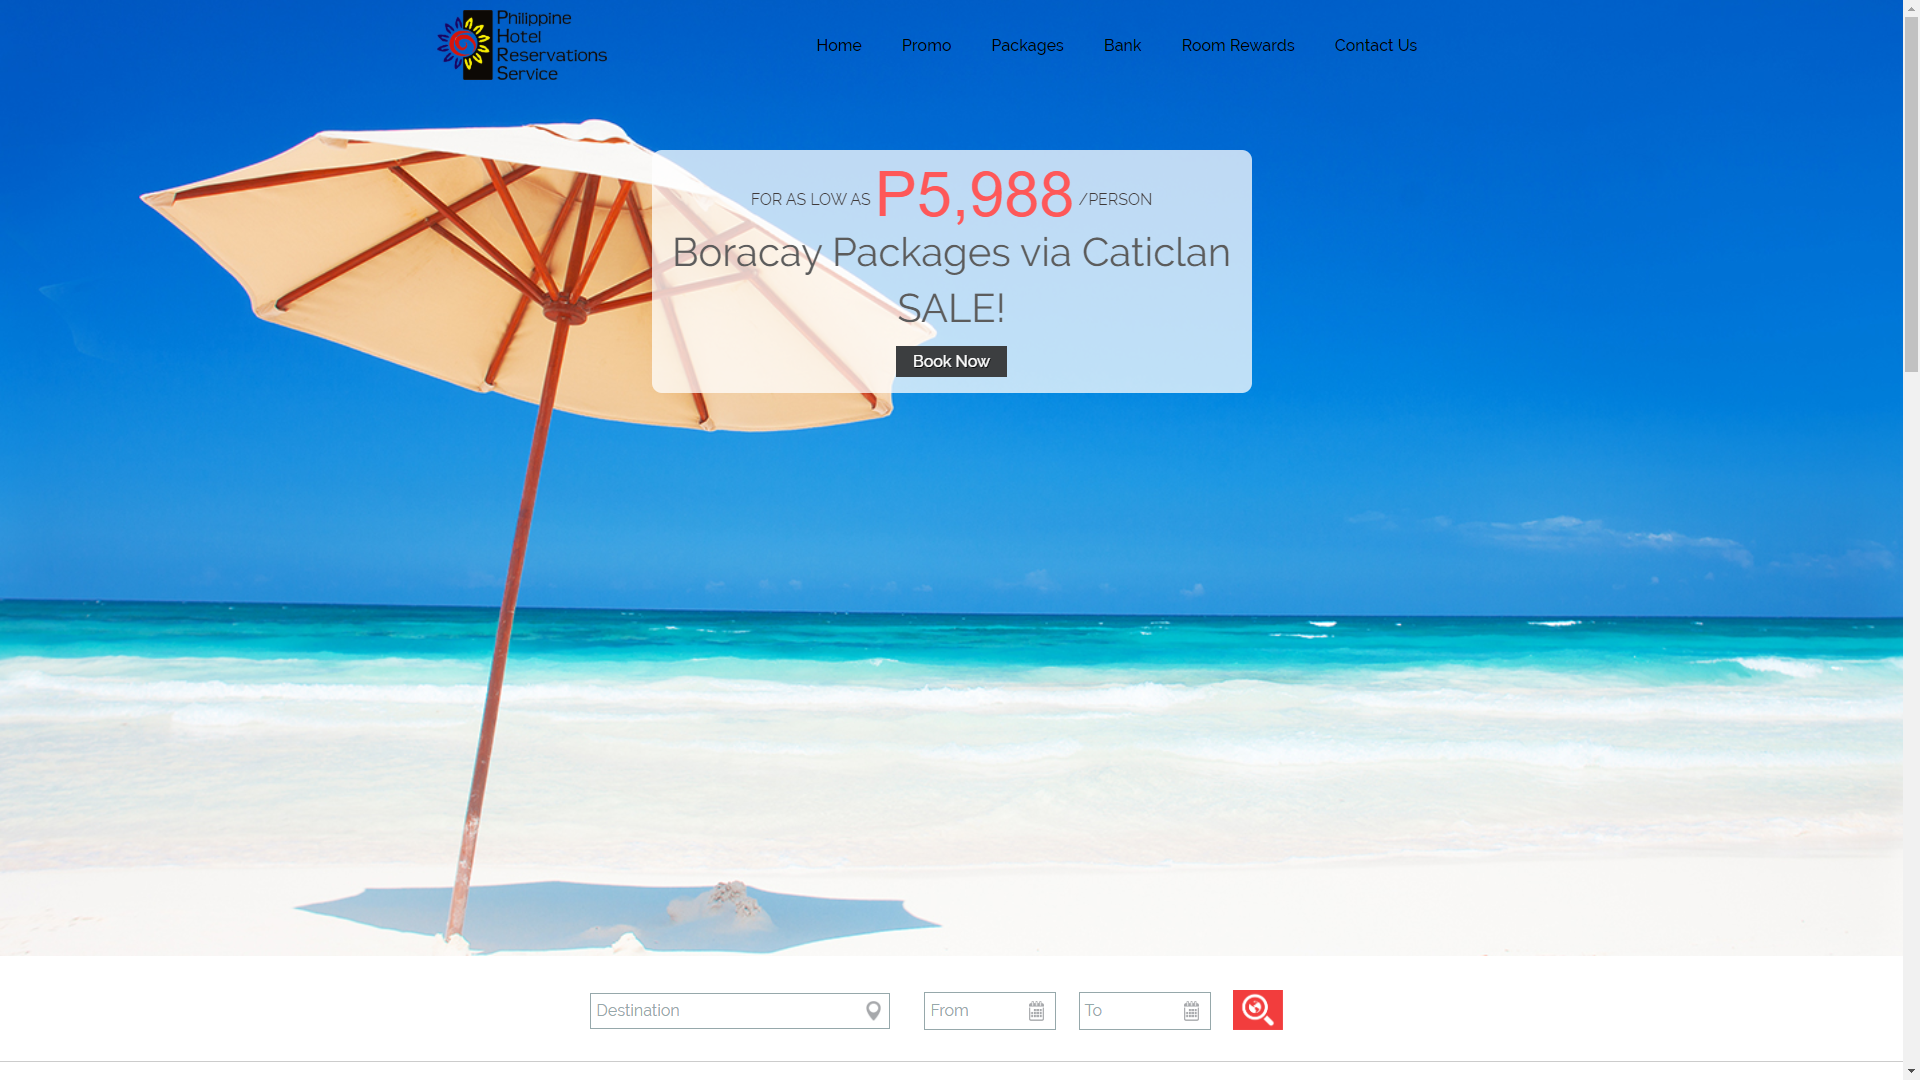 Philippine
Hotel
Reservations
Service
Home
Promo
Packages
Bank
Room Rewards
Contact Us
FOR AS LOW AS P5,988 /PERSON
Boracay Packages via Caticlan
SALE!
Book Now
Destination
From
To